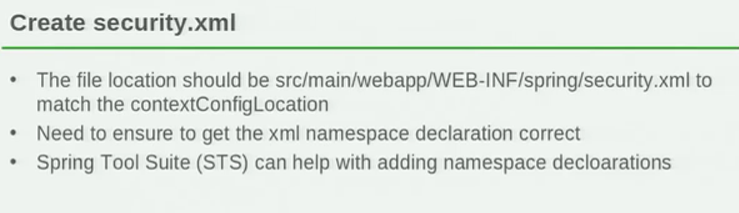 Create security.xml
• The file location should be src/main/webapp/WEB-INF/spring/security.xml to
match the contextConfigLocation
• Need to ensure to get the xml namespace declaration correct
• Spring Tool Suite (STS) can help with adding namespace decloarations